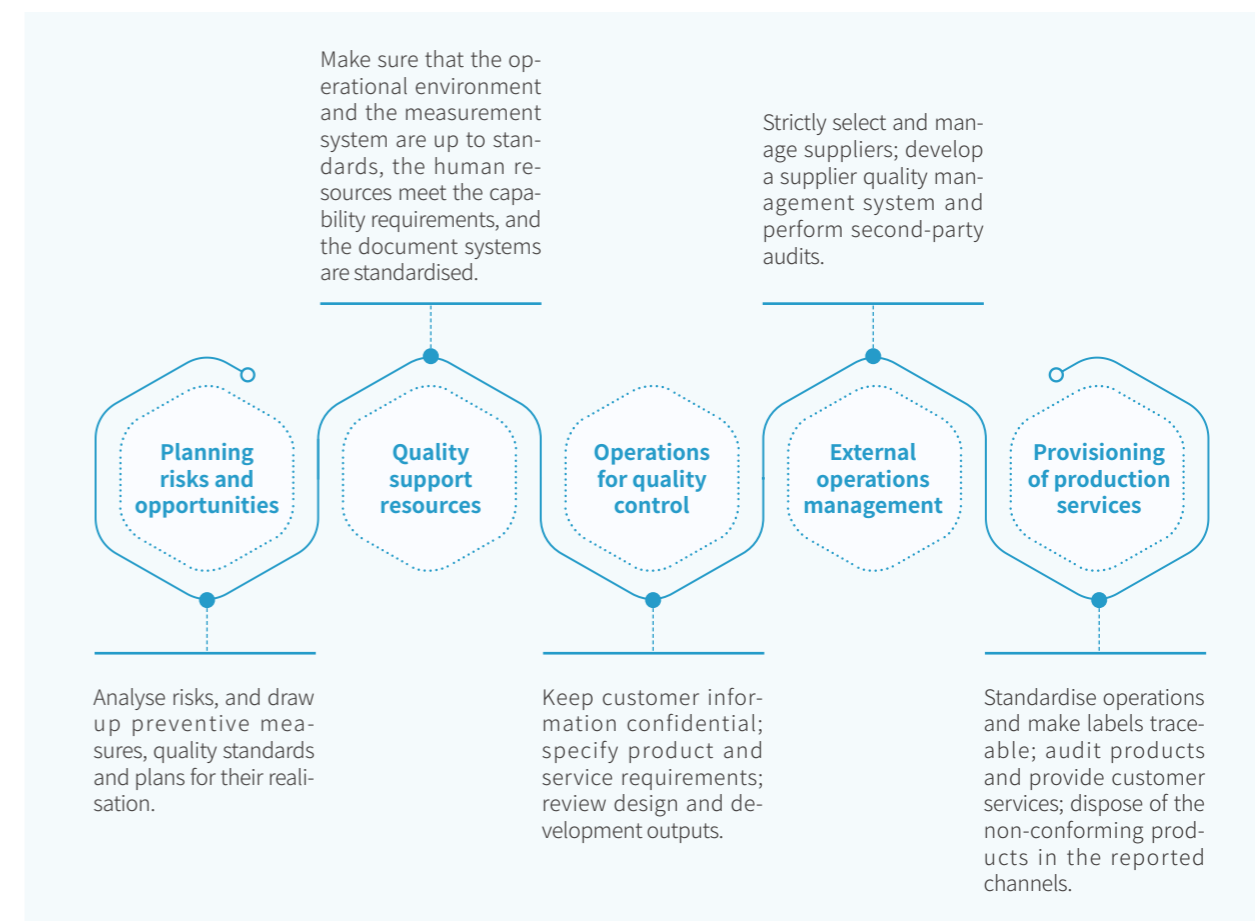 Make sure that the op-
erational environment
and the measurement
system are up to stan-
dards, the human re-
sources meet the capa-
bility requirements, and
the document systems
are standardised.
Strictly select and man-
age suppliers; develop
a supplier quality man-
agement system and
perform second-party
audits.
Planning
risks and
opportunities
Quality
support
resources
Operations
for quality
control
External
operations
management
Provisioning
of production
services
Analyse risks, and draw
up preventive mea-
sures, quality standards
and plans for their reali-
sation.
Keep customer infor-
mation confidential;
specify product and
service requirements;
review design and de-
velopment outputs.
Standardise operations
and make labels trace-
able; audit products
and provide customer
services; dispose of the
non-conforming prod-
ucts in the reported
channels.